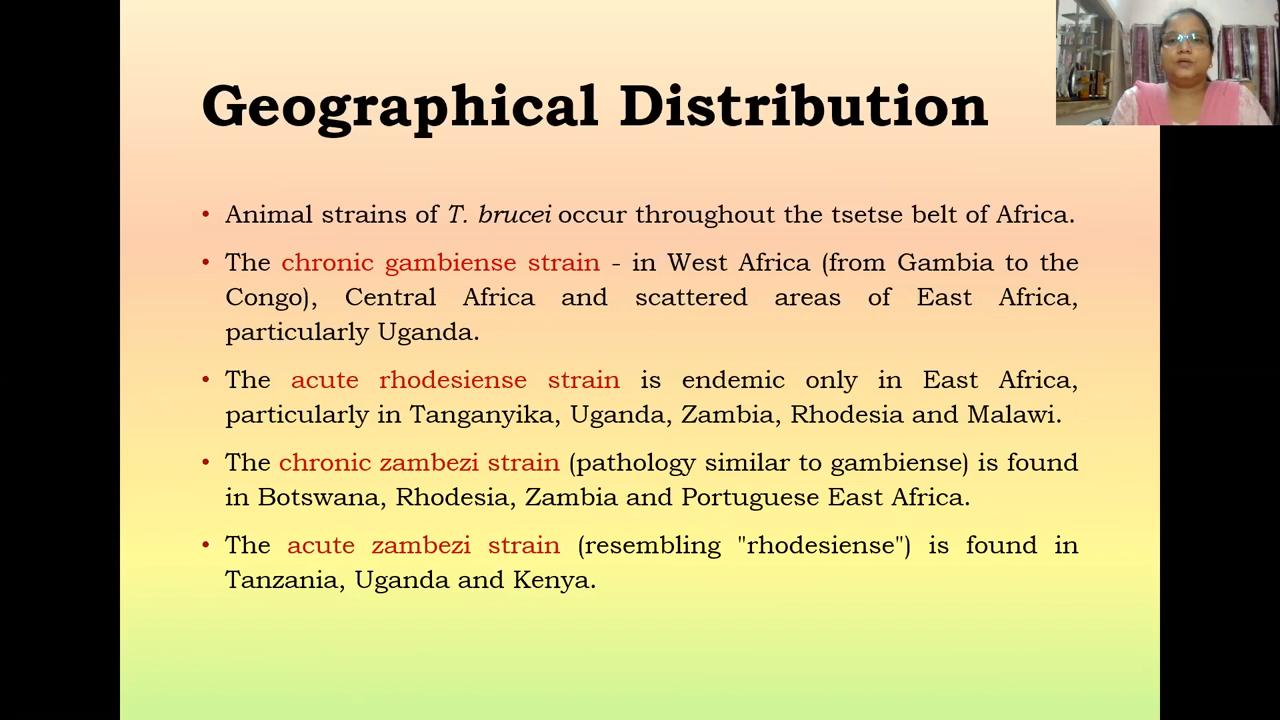 Geographical Distribution
• Animal strains of T. brucei occur throughout the tsetse belt of Africa.
• The chronic gambiense strain - in West Africa (from Gambia to the
Congo), Central Africa and scattered areas of East Africa,
particularly Uganda.
• The acute rhodesiense strain is endemic only in East Africa,
particularly in Tanganyika, Uganda, Zambia, Rhodesia and Malawi.
• The chronic zambezi strain (pathology similar to gambiense) is found
in Botswana, Rhodesia, Zambia and Portuguese East Africa.
• The acute zambezi strain (resembling "rhodesiense") is found in
Tanzania, Uganda and Kenya.